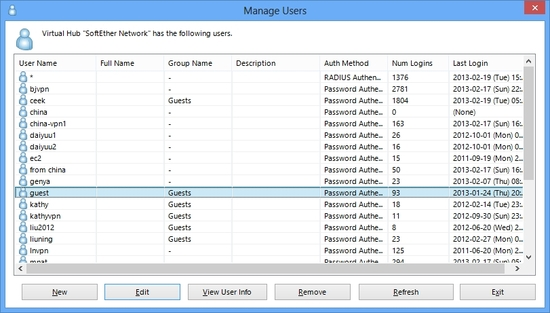 Manage Users
Virtual Hub "SoftEther Network" has the following users.
User Name Full Name Group Name Description Auth Method Num Logins Last Login
* - RADIUS Authen... 1376 2013-02-19 (Tue) 15:...
bjvpn - Password Authe... 2781 2013-02-17 (Sun) 22...
ceek Guests Password Authe... 1804 2013-02-19 (Tue) 05:...
china - Password Authe... 0 (None)
china-vpn1 - Password Authe... 163 2013-02-17 (Sun) 16...
daiyuu1 - Password Authe... 26 2012-10-01 (Mon) 0...
daiyuu2 - Password Authe... 16 2012-10-01 (Mon) 0...
ec2 - Password Authe... 15 2011-09-19 (Mon) 2...
from china - Password Authe... 50 2013-02-17 (Sun) 16...
genya - Password Authe... 23 2013-02-07 (Thu) 08:...
guest Guests Password Authe... 93 2013-01-24 (Thu) 20:...
kathy Guests Password Authe... 18 2012-02-14 (Tue) 23:...
kathyvpn Guests Password Authe... 11 2012-09-30 (Sun) 23...
liu2012 Guests Password Authe... 8 2012-06-20 (Wed) 2...
liuning Guests Password Authe... 23 2012-02-27 (Mon) 0...
lnvpn - Password Authe... 125 2011-06-20 (Mon) 2...
Password Authe... 294 2013-02-17 (Sun) 05...
New Edit View User Info Remove Refresh Exit